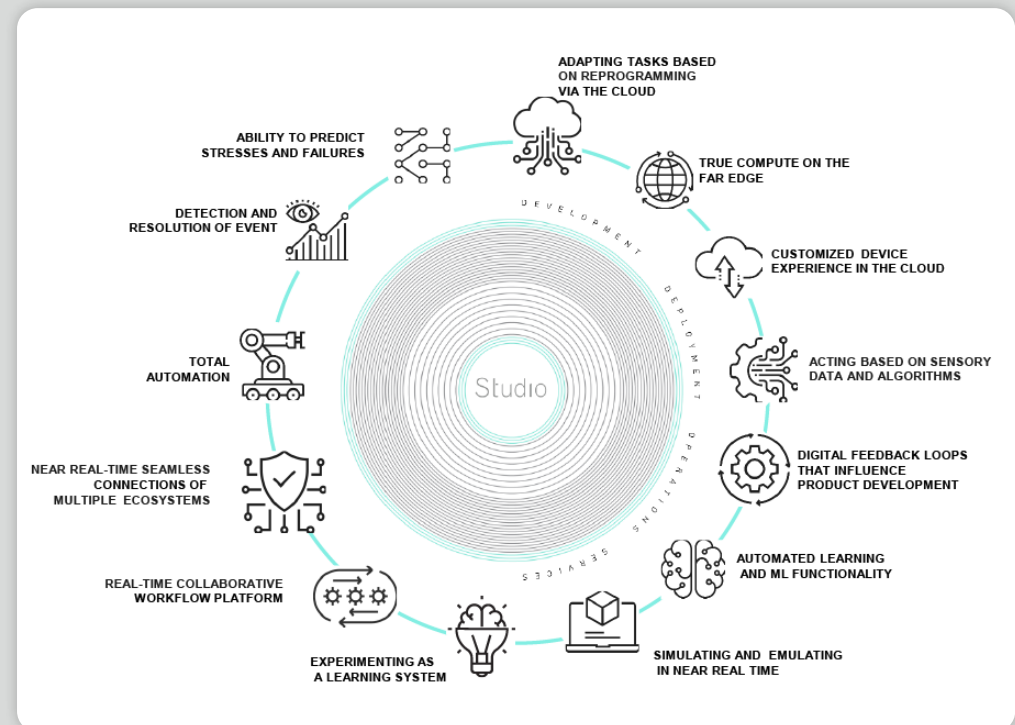 ADAPTING TASKS BASED
ON REPROGRAMMING
VIA THE CLOUD
ABILITY TO PREDICT
STRESSES AND FAILURES
TRUE COMPUTE ON THE
FAR EDGE
DETECTION AND
RESOLUTION OF EVENT
CUSTOMIZED DEVICE
EXPERIENCE IN THE CLOUD
TOTAL
AUTOMATION
ACTING BASED ON SENSORY
DATA AND ALGORITHMS
NEAR REAL-TIME SEAMLESS
CONNECTIONS OF
MULTIPLE ECOSYSTEMS
DIGITAL FEEDBACK LOOPS
THAT INFLUENCE
PRODUCT DEVELOPMENT
REAL-TIME COLLABORATIVE
WORKFLOW PLATFORM
AUTOMATED LEARNING
AND ML FUNCTIONALITY
EXPERIMENTING AS
A LEARNING SYSTEM
SIMULATING AND EMULATING
IN NEAR REAL TIME
DEVELOPMENT
DEPLOYMENT
OPERATIONS
SERVICES
Studio